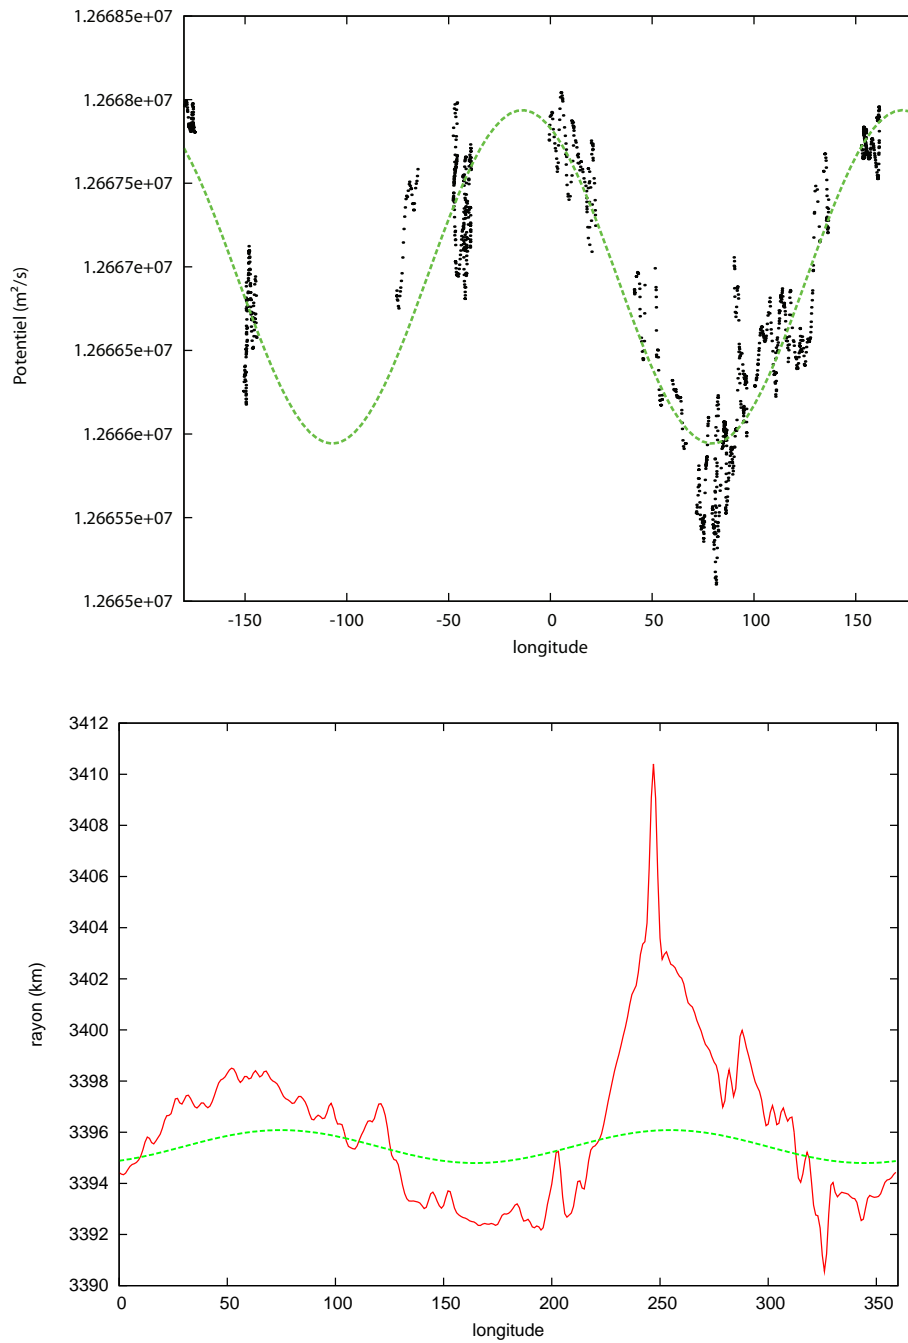 1.26685e+07
1.2668e+07
1.26675e+07
1.2667e+07
1.26665e+07
1.2666e+07
1.26655e+07
1.2665e+07
Potentiel (m²/s)
-150 -100 -50 0 50 100 150
longitude
3412
3410
3408
3406
3404
3402
3400
3398
3396
3394
3392
3390
rayon (km)
0 50 100 150 200 250 300 350
longitude